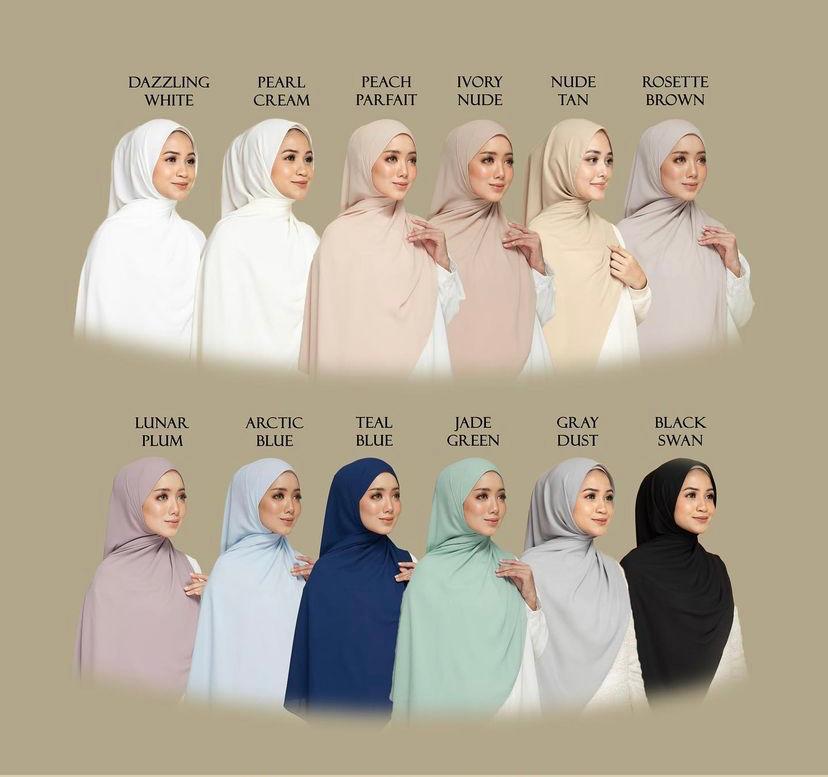 DAZZLING
WHITE
PEARL
CREAM
PEACH
PARFAIT
IVORY
NUDE
NUDE
TAN
ROSETTE
BROWN
LUNAR
PLUM
ARCTIC
BLUE
TEAL
BLUE
JADE
GREEN
GRAY
DUST
BLACK
SWAN